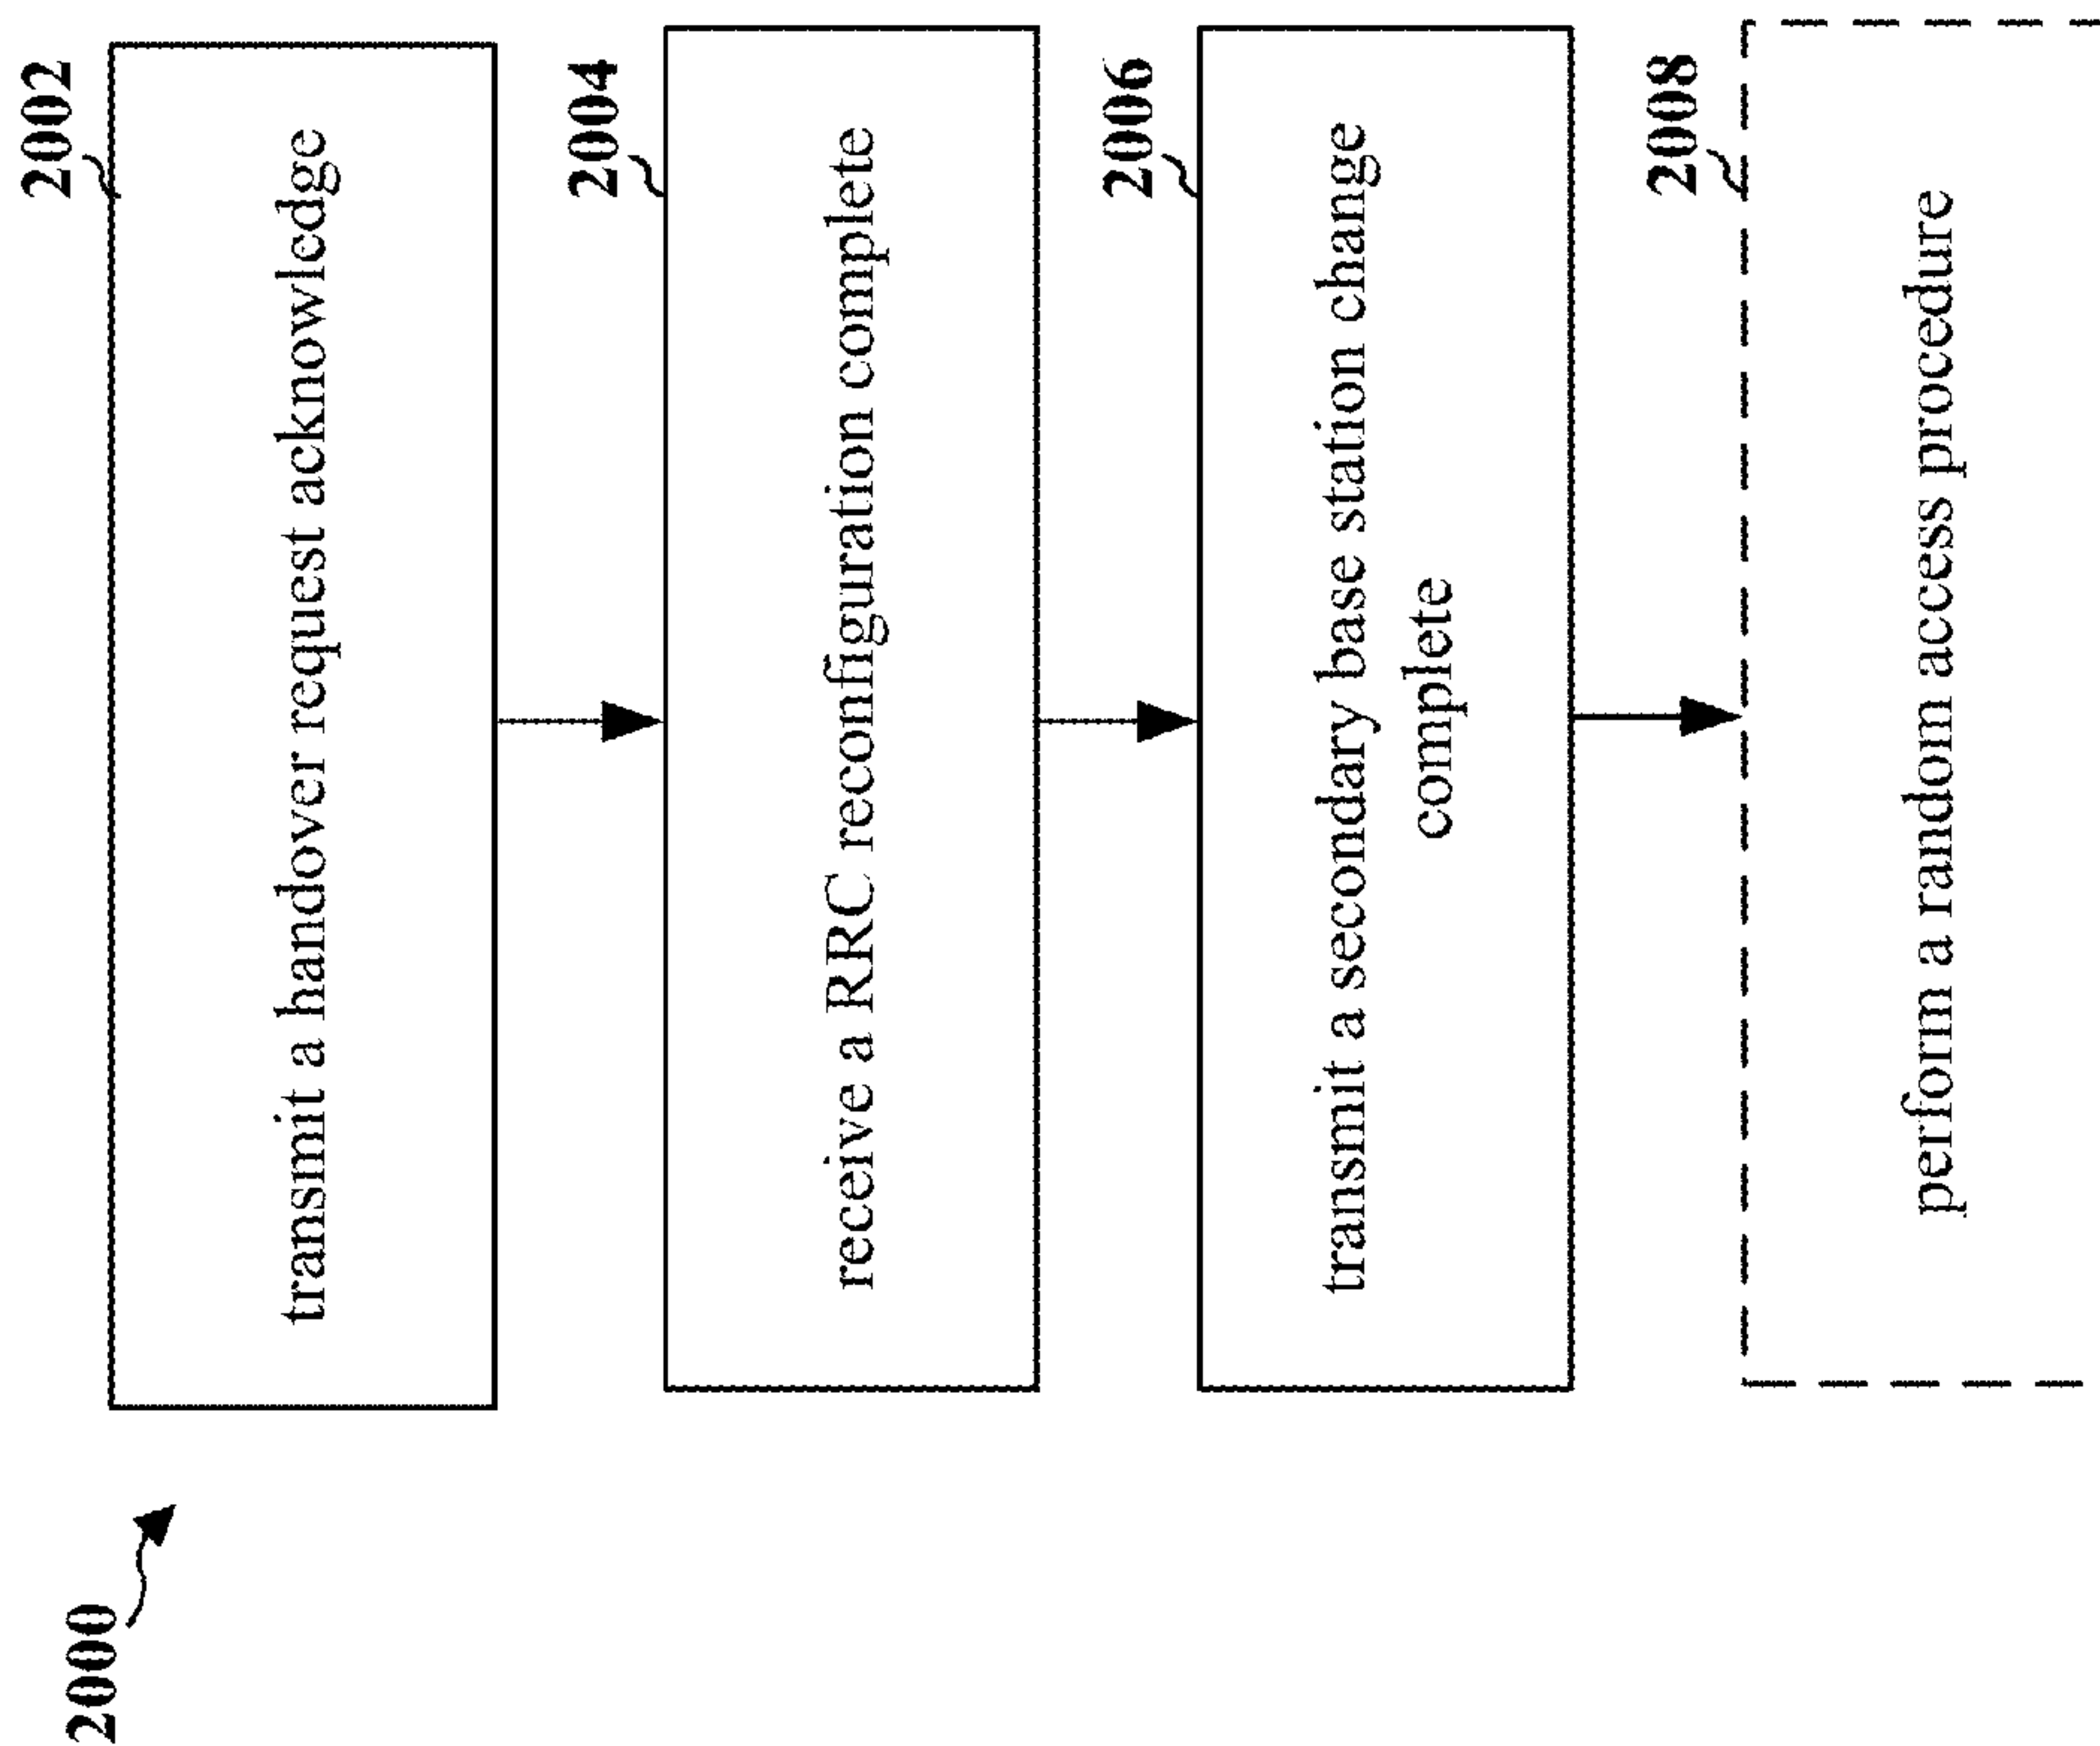 2000
2002
transmit a handover request acknowledge
2004
receive a RRC reconfiguration complete
2006
transmit a secondary base station change
complete
2008
perform a random access procedure